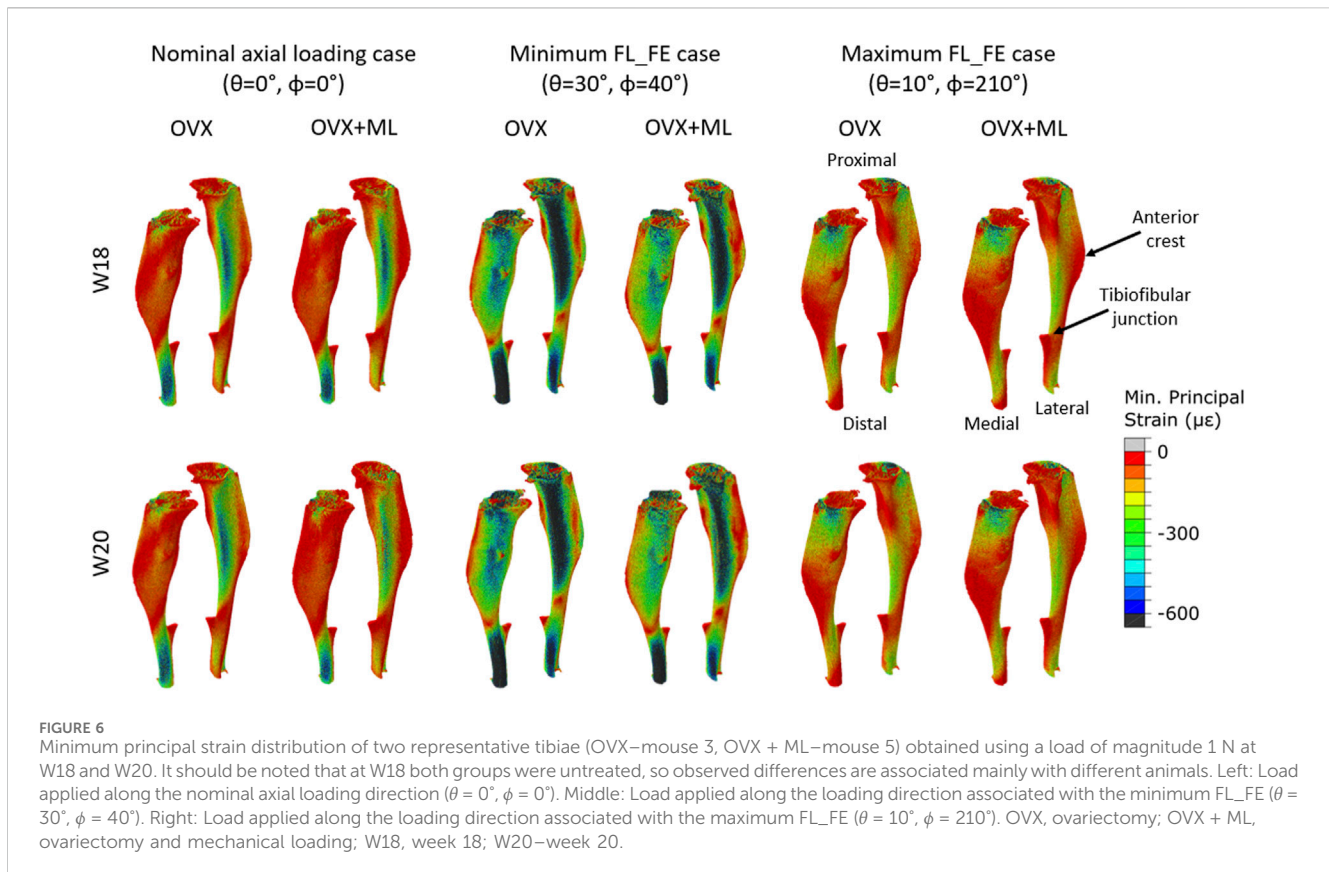 Nominal axial loading case
(θ=0°, ϕ=0°)
Minimum FL_FE case
(θ=30°, ϕ=40°)
Maximum FL_FE case
(θ=10°, ϕ=210°)
OVX
OVX+ML
OVX
OVX+ML
OVX
OVX+ML
Proximal
W18
Anterior
crest
Tibiofibular
junction
Distal
Medial
Lateral
Min. Principal
Strain (µε)
0
-300
-600
W20
FIGURE 6
Minimum principal strain distribution of two representative tibiae (OVX–mouse 3, OVX + ML–mouse 5) obtained using a load of magnitude 1 N at
W18 and W20. It should be noted that at W18 both groups were untreated, so observed differences are associated mainly with different animals. Left: Load
applied along the nominal axial loading direction (θ = 0°, ϕ = 0°). Middle: Load applied along the loading direction associated with the minimum FL_FE (θ =
30°, ϕ = 40°). Right: Load applied along the loading direction associated with the maximum FL_FE (θ = 10°, ϕ = 210°). OVX, ovariectomy; OVX + ML,
ovariectomy and mechanical loading; W18, week 18; W20–week 20.